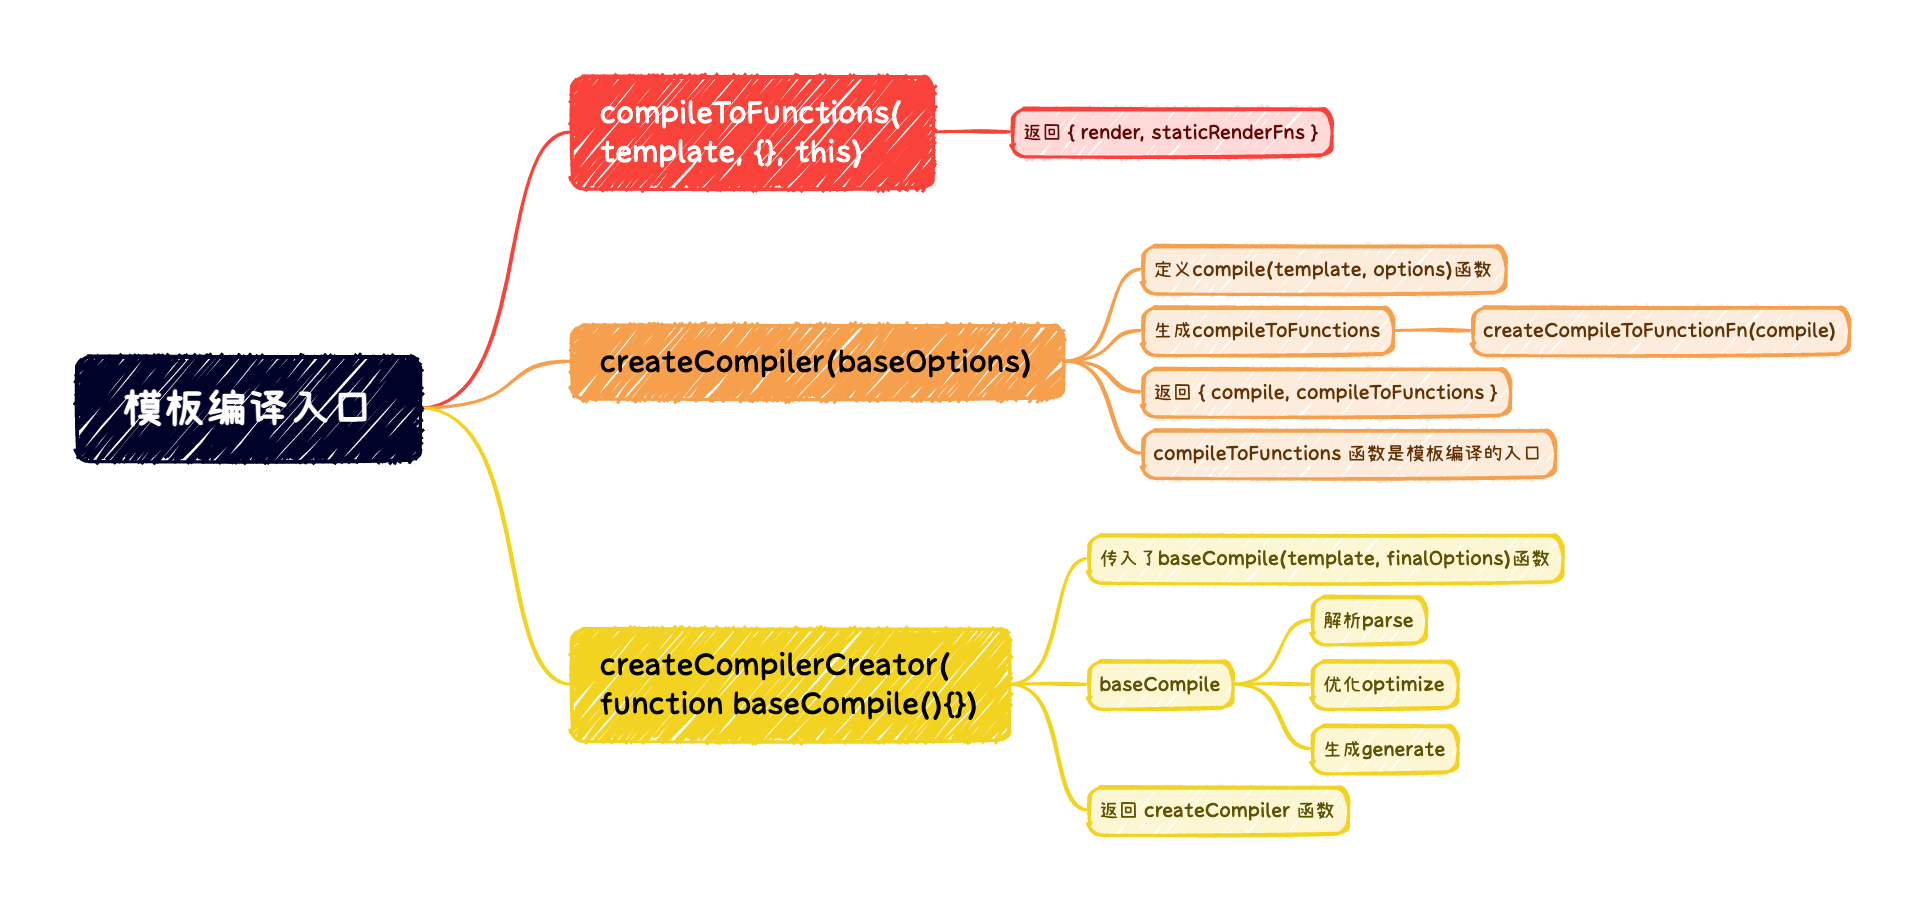 模板编译入口
compileToFunctions(
template, {}, this)
返回 { render, staticRenderFns }
createCompiler(baseOptions)
定义compile(template, options)函数
生成compileToFunctions
createCompileToFunctionFn(compile)
返回 { compile, compileToFunctions }
compileToFunctions 函数是模板编译的入口
createCompilerCreator(
function baseCompile(){})
传入了baseCompile(template, finalOptions)函数
baseCompile
解析parse
优化optimize
生成generate
返回 createCompiler 函数